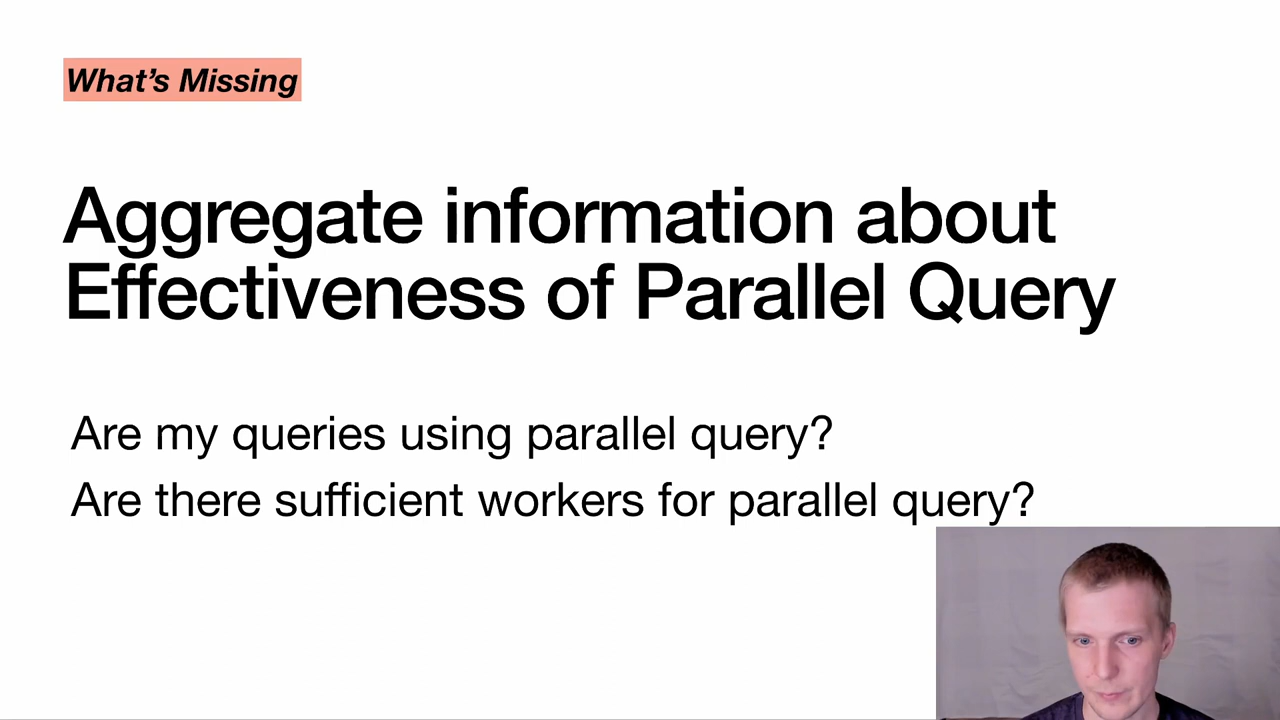 What’s Missing
Aggregate information about
Effectiveness of Parallel Query
Are my queries using parallel query?
Are there sufficient workers for parallel query?